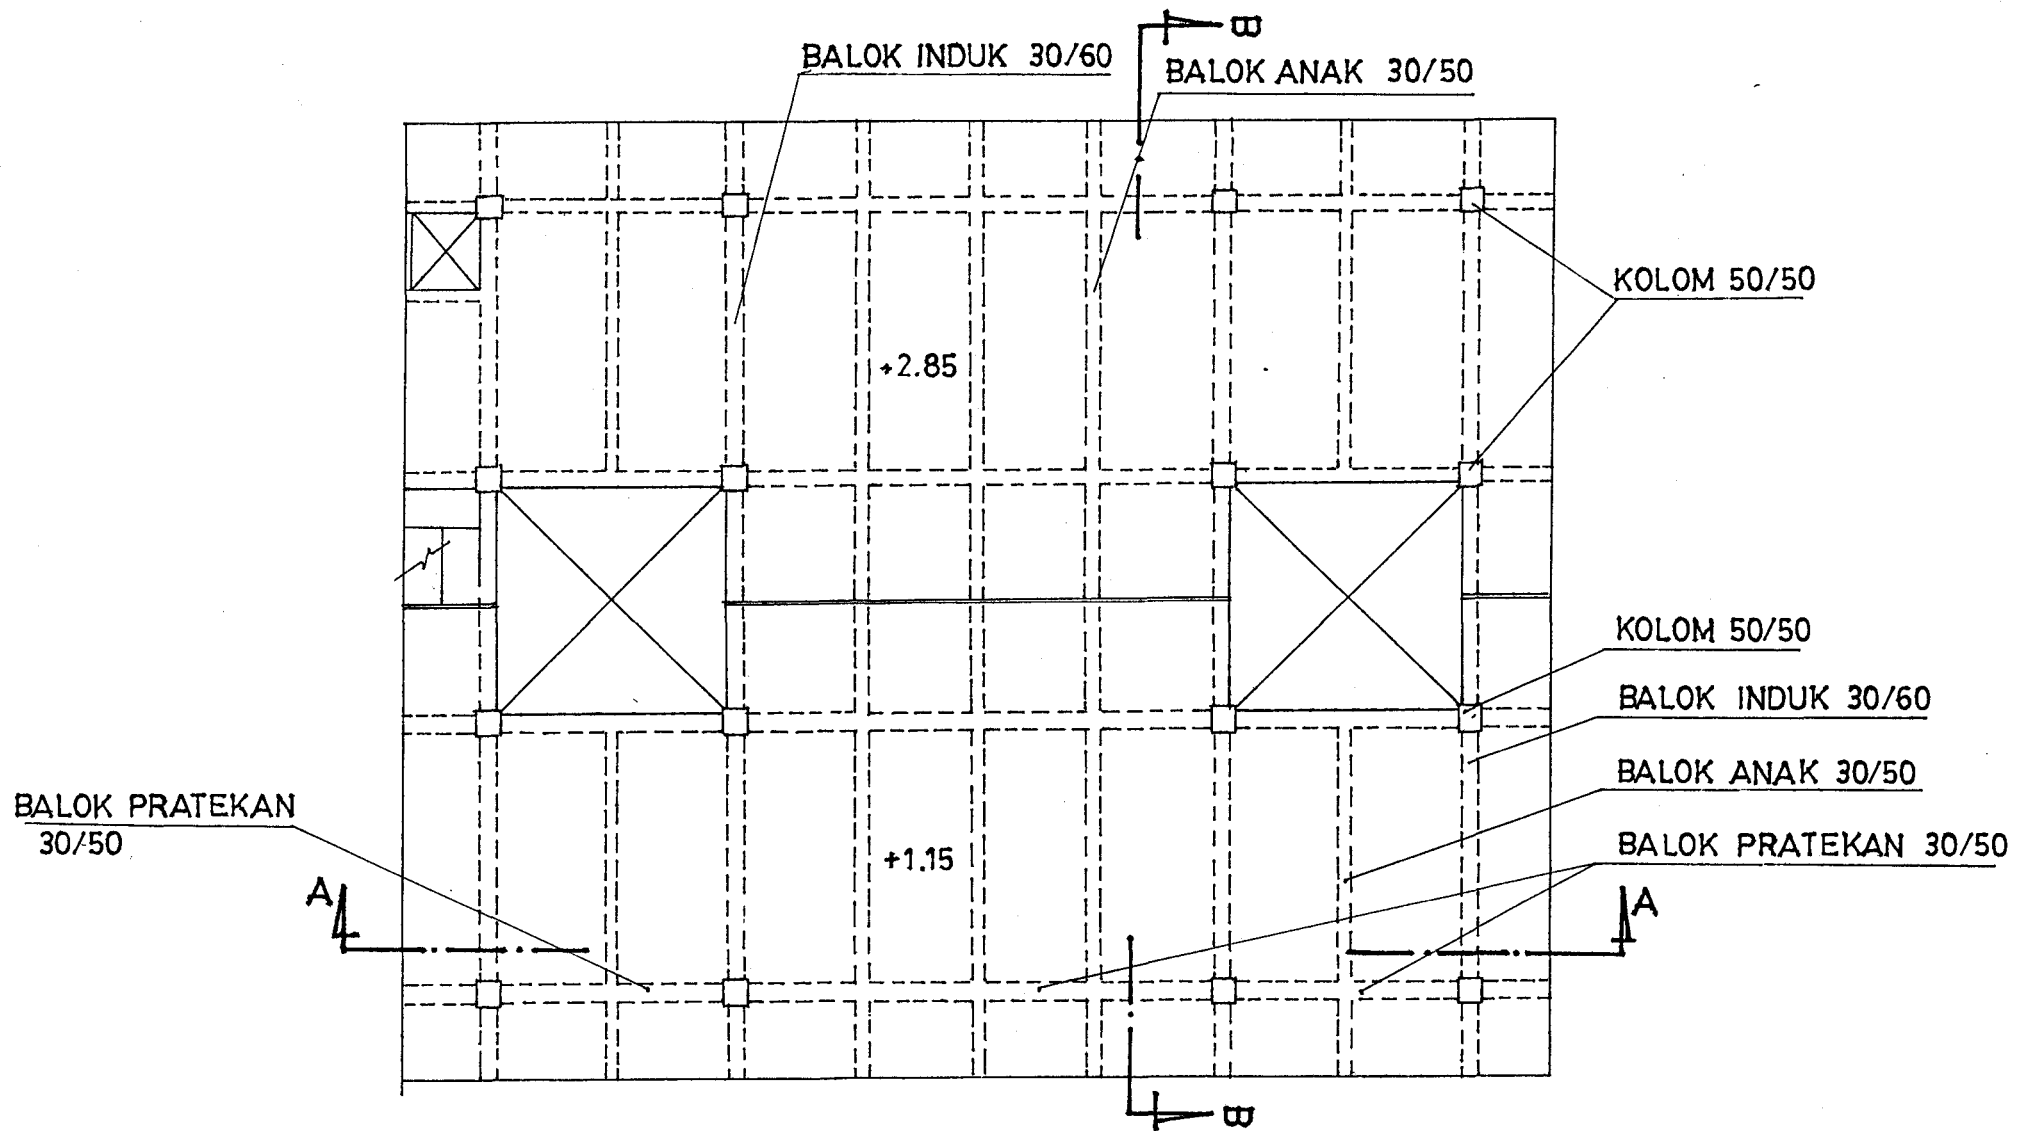 B
BALOK INDUK 30/60
BALOK ANAK 30/50
KOLOM 50/50
+2.85
KOLOM 50/50
BALOK INDUK 30/60
BALOK ANAK 30/50
BALOK PRATEKAN
30/50
BALOK PRATEKAN 30/50
+1.15
A
A
B